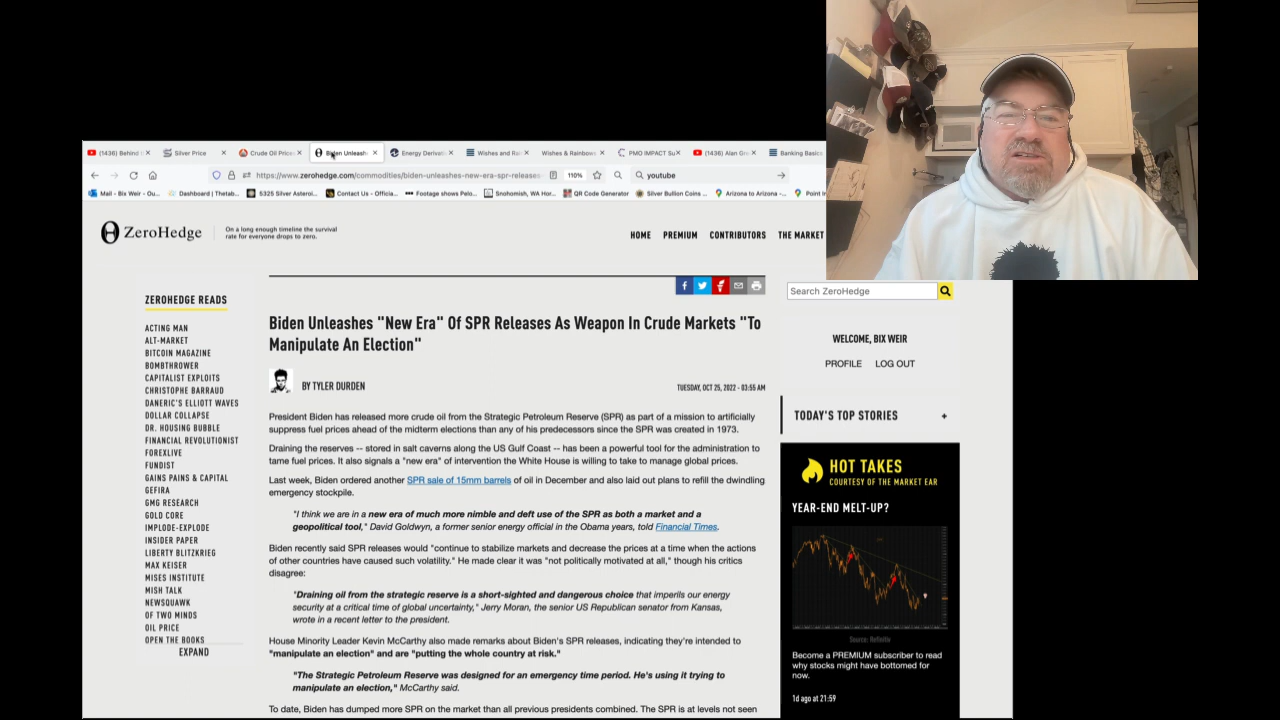 (1436) Behind
Silver Price
Crude Oil Prices
Biden Unleash
Energy Deriv
Wishes and Ra
Wishes & Rainbows
PMO IMPACT Su
(1436) Alan Gr
Banking Basics
https://www.zerohedge.com/commodities/biden-unleashes-new-era-spr-releases
110%
youtube
Mail - Bix Weir - Ou...
Dashboard | Thetab...
5325 Silver Asteroi...
Contact Us - Officia...
Footage shows Pelo...
Snohomish, WA Hor...
QR Code Generator
Silver Bullion Coins ...
Arizona to Arizona -...
Point in
ZeroHedge
On a long enough timeline the survival
rate for everyone drops to zero.
HOME PREMIUM CONTRIBUTORS THE MARKET
ZEROHEDGE READS
ACTING MAN
ALT-MARKET
BITCOIN MAGAZINE
BOMBTHROWER
CAPITALIST EXPLOITS
CHRISTOPHE BARRAUD
DANERIC'S ELLIOTT WAVES
DOLLAR COLLAPSE
DR. HOUSING BUBBLE
FINANCIAL REVOLUTIONIST
FOREXLIVE
FUNDIST
GAINS PAINS & CAPITAL
GEFIRA
GMG RESEARCH
GOLD CORE
IMPLODE-EXPLODE
INSIDER PAPER
LIBERTY BLITZKRIEG
MAX KEISER
MISES INSTITUTE
MISH TALK
NEWSQUAWK
OF TWO MINDS
OIL PRICE
OPEN THE BOOKS
EXPAND
Biden Unleashes "New Era" Of SPR Releases As Weapon In Crude Markets "To
Manipulate An Election"
BY TYLER DURDEN
TUESDAY, OCT 25, 2022 - 03:55 AM
President Biden has released more crude oil from the Strategic Petroleum Reserve (SPR) as part of a mission to artificially
suppress fuel prices ahead of the midterm elections than any of his predecessors since the SPR was created in 1973.
Draining the reserves -- stored in salt caverns along the US Gulf Coast -- has been a powerful tool for the administration to
tame fuel prices. It also signals a "new era" of intervention the White House is willing to take to manage global prices.
Last week, Biden ordered another SPR sale of 15mm barrels of oil in December and also laid out plans to refill the dwindling
emergency stockpile.
"I think we are in a new era of much more nimble and deft use of the SPR as both a market and a
geopolitical tool," David Goldwyn, a former senior energy official in the Obama years, told Financial Times.
Biden recently said SPR releases would "continue to stabilize markets and decrease the prices at a time when the actions
of other countries have caused such volatility." He made clear it was "not politically motivated at all," though his critics
disagree:
"Draining oil from the strategic reserve is a short-sighted and dangerous choice that imperils our energy
security at a critical time of global uncertainty," Jerry Moran, the senior US Republican senator from Kansas,
wrote in a recent letter to the president.
House Minority Leader Kevin McCarthy also made remarks about Biden's SPR releases, indicating they're intended to
"manipulate an election" and are "putting the whole country at risk."
"The Strategic Petroleum Reserve was designed for an emergency time period. He's using it trying to
manipulate an election," McCarthy said.
To date, Biden has dumped more SPR on the market than all previous presidents combined. The SPR is at levels not seen
Search ZeroHedge
WELCOME, BIX WEIR
PROFILE LOG OUT
TODAY'S TOP STORIES +
HOT TAKES
COURTESY OF THE MARKET EAR
YEAR-END MELT-UP?
Source: Refinitiv
Become a PREMIUM subscriber to read
why stocks might have bottomed for
now.
1d ago at 21:59